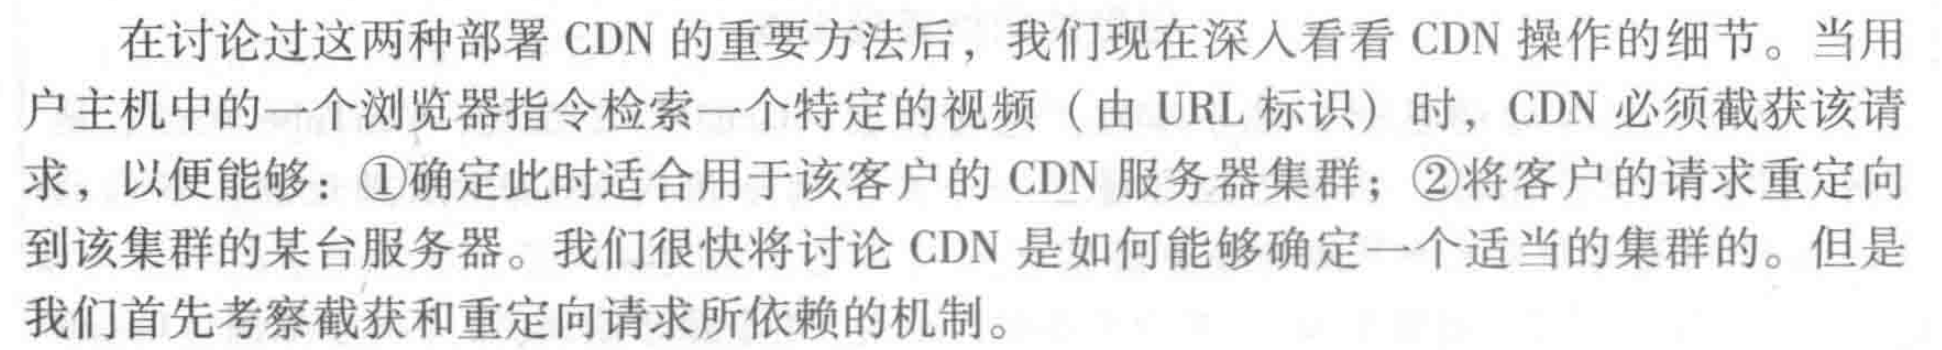 在讨论过这两种部署 CDN 的重要方法后，我们现在深入看看 CDN 操作的细节。当用
户主机中的一个浏览器指令检索一个特定的视频（由 URL 标识）时，CDN 必须截获该请
求，以便能够：①确定此时适合用于该客户的 CDN 服务器集群；②将客户的请求重定向
到该集群的某台服务器。我们很快将讨论 CDN 是如何能够确定一个适当的集群的。但是
我们首先考察截获和重定向请求所依赖的机制。